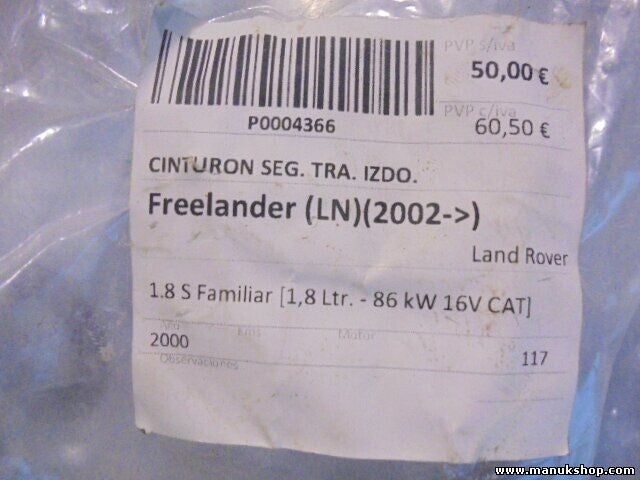 PVP s/iva
50,00 €
P0004366
PVP c/iva
60,50 €
CINTURON SEG. TRA. IZDO.
Freelander (LN)(2002->)
Land Rover
1.8 S Familiar [1,8 Ltr. - 86 kW 16V CAT]
Año Kms Motor
2000 117
Observaciones
www.manukshop.com